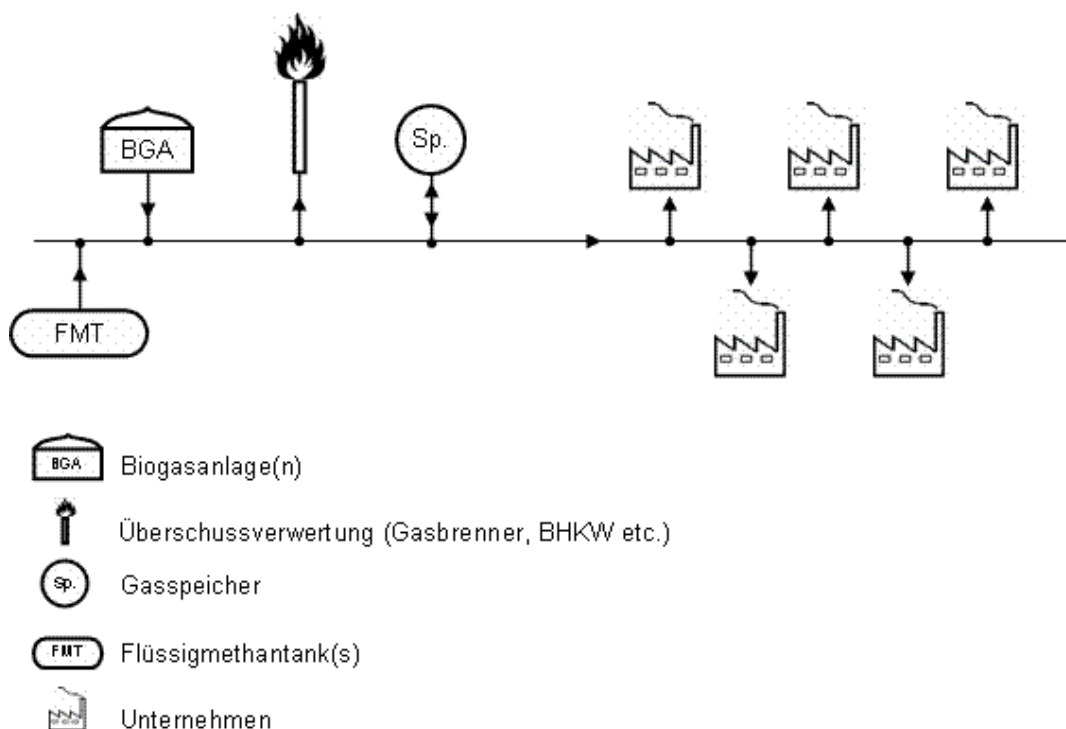 BGA
Sp.
FMT
BGA Biogasanlage(n)
Überschussverwertung (Gasbrenner, BHKW etc.)
Sp. Gasspeicher
FMT Flüssigmethantank(s)
Unternehmen